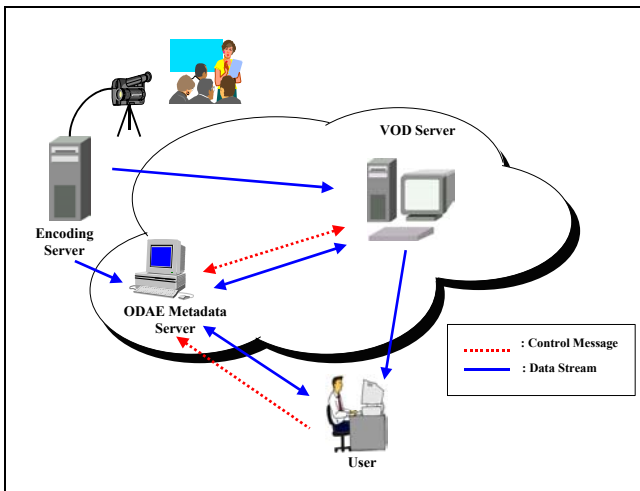 VOD Server
Encoding
Server
ODAE Metadata
Server
: Control Message
: Data Stream
User